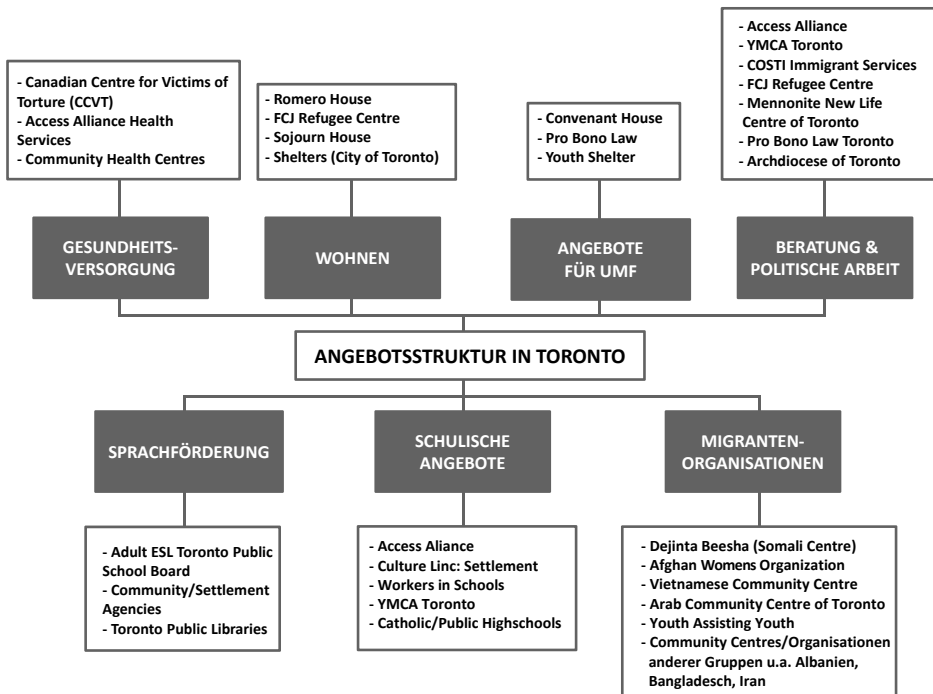 - Canadian Centre for Victims of
Torture (CCVT)
- Access Alliance Health
Services
- Community Health Centres
- Romero House
- FCJ Refugee Centre
- Sojourn House
- Shelters (City of Toronto)
- Convenant House
- Pro Bono Law
- Youth Shelter
- Access Alliance
- YMCA Toronto
- COSTI Immigrant Services
- FCJ Refugee Centre
- Mennonite New Life
Centre of Toronto
- Pro Bono Law Toronto
- Archdiocese of Toronto
GESUNDHEITS-
VERSORGUNG
WOHNEN
ANGEBOTE
FÜR UMF
BERATUNG &
POLITISCHE ARBEIT
ANGEBOTSSTRUKTUR IN TORONTO
SPRACHFÖRDERUNG
SCHULISCHE
ANGEBOTE
MIGRANTEN-
ORGANISATIONEN
- Adult ESL Toronto Public
School Board
- Community/Settlement
Agencies
- Toronto Public Libraries
- Access Aliance
- Culture Linc: Settlement
- Workers in Schools
- YMCA Toronto
- Catholic/Public Highschools
- Dejinta Beesha (Somali Centre)
- Afghan Womens Organization
- Vietnamese Community Centre
- Arab Community Centre of Toronto
- Youth Assisting Youth
- Community Centres/Organisationen
anderer Gruppen u.a. Albanien,
Bangladesch, Iran